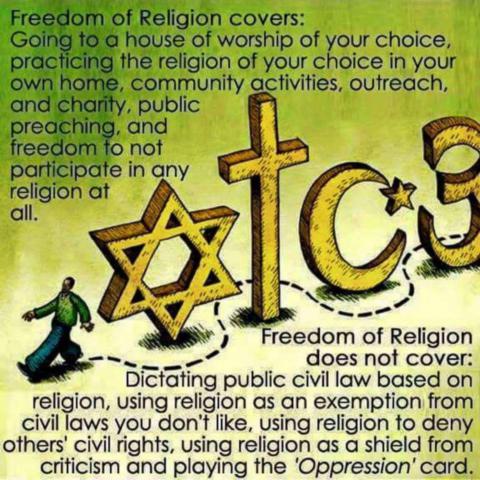 Freedom of Religion covers:
Going to a house of worship of your choice,
practicing the religion of your choice in your
own home, community activities, outreach,
and charity, public
preaching, and
freedom to not
participate in any
religion at
all.
Freedom of Religion
does not cover:
Dictating public civil law based on
religion, using religion as an exemption from
civil laws you don't like, using religion to deny
others' civil rights, using religion as a shield from
criticism and playing the 'Oppression' card.